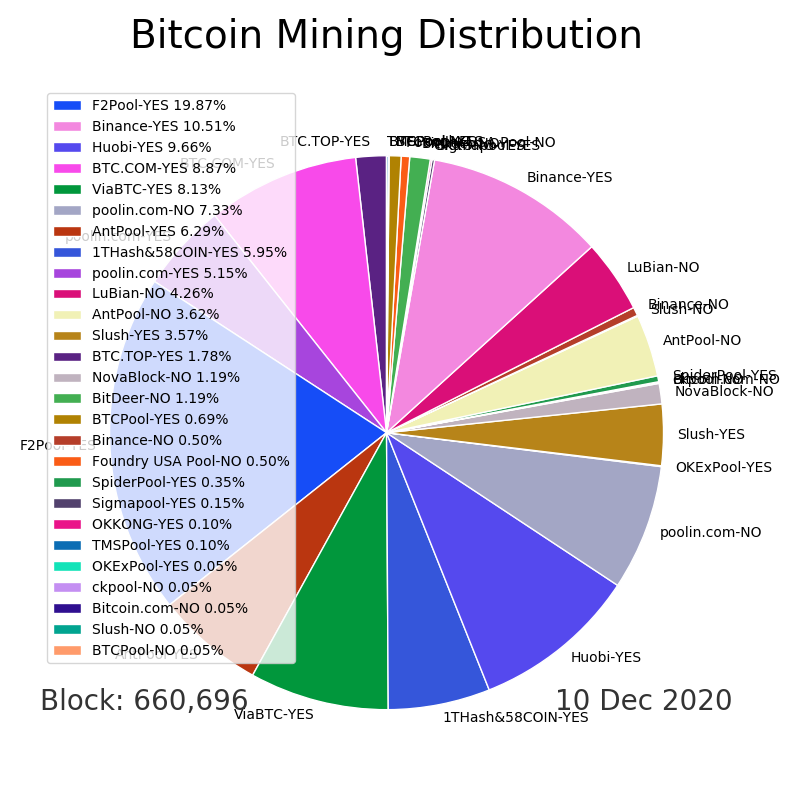 Bitcoin Mining Distribution
F2Pool-YES 19.87%
Binance-YES 10.51%
Huobi-YES 9.66%
BTC.COM-YES 8.87%
ViaBTC-YES 8.13%
poolin.com-NO 7.33%
AntPool-YES 6.29%
1THash&58COIN-YES 5.95%
poolin.com-YES 5.15%
LuBian-NO 4.26%
AntPool-NO 3.62%
Slush-YES 3.57%
BTC.TOP-YES 1.78%
NovaBlock-NO 1.19%
BitDeer-NO 1.19%
BTCPool-YES 0.69%
Binance-NO 0.50%
Foundry USA Pool-NO 0.50%
SpiderPool-YES 0.35%
Sigmapool-YES 0.15%
OKKONG-YES 0.10%
TMSPool-YES 0.10%
OKExPool-YES 0.05%
ckpool-NO 0.05%
Bitcoin.com-NO 0.05%
Slush-NO 0.05%
BTCPool-NO 0.05%
BTC.TOP-YES
BTC.COM-YES
poolin.com-YES
F2Pool-YES
AntPool-YES
ViaBTC-YES
1THash&58COIN-YES
Huobi-YES
poolin.com-NO
OKExPool-YES
Slush-YES
NovaBlock-NO
SpiderPool-YES
AntPool-NO
Slush-NO
Binance-NO
LuBian-NO
Binance-YES
Block: 660,696
10 Dec 2020